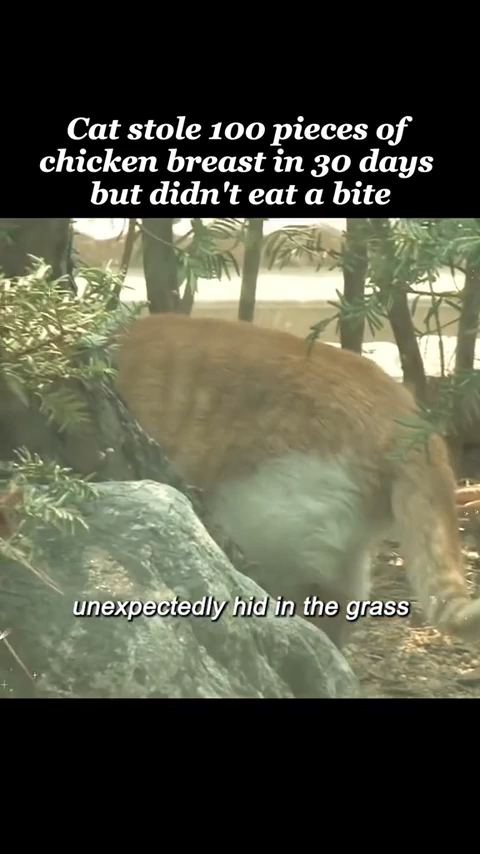 Cat stole 100 pieces of
chicken breast in 30 days
but didn't eat a bite
unexpectedly hid in the grass